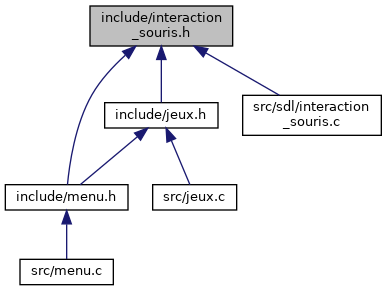 include/interaction
_souris.h
include/jeux.h
src/sdl/interaction
_souris.c
include/menu.h
src/jeux.c
src/menu.c